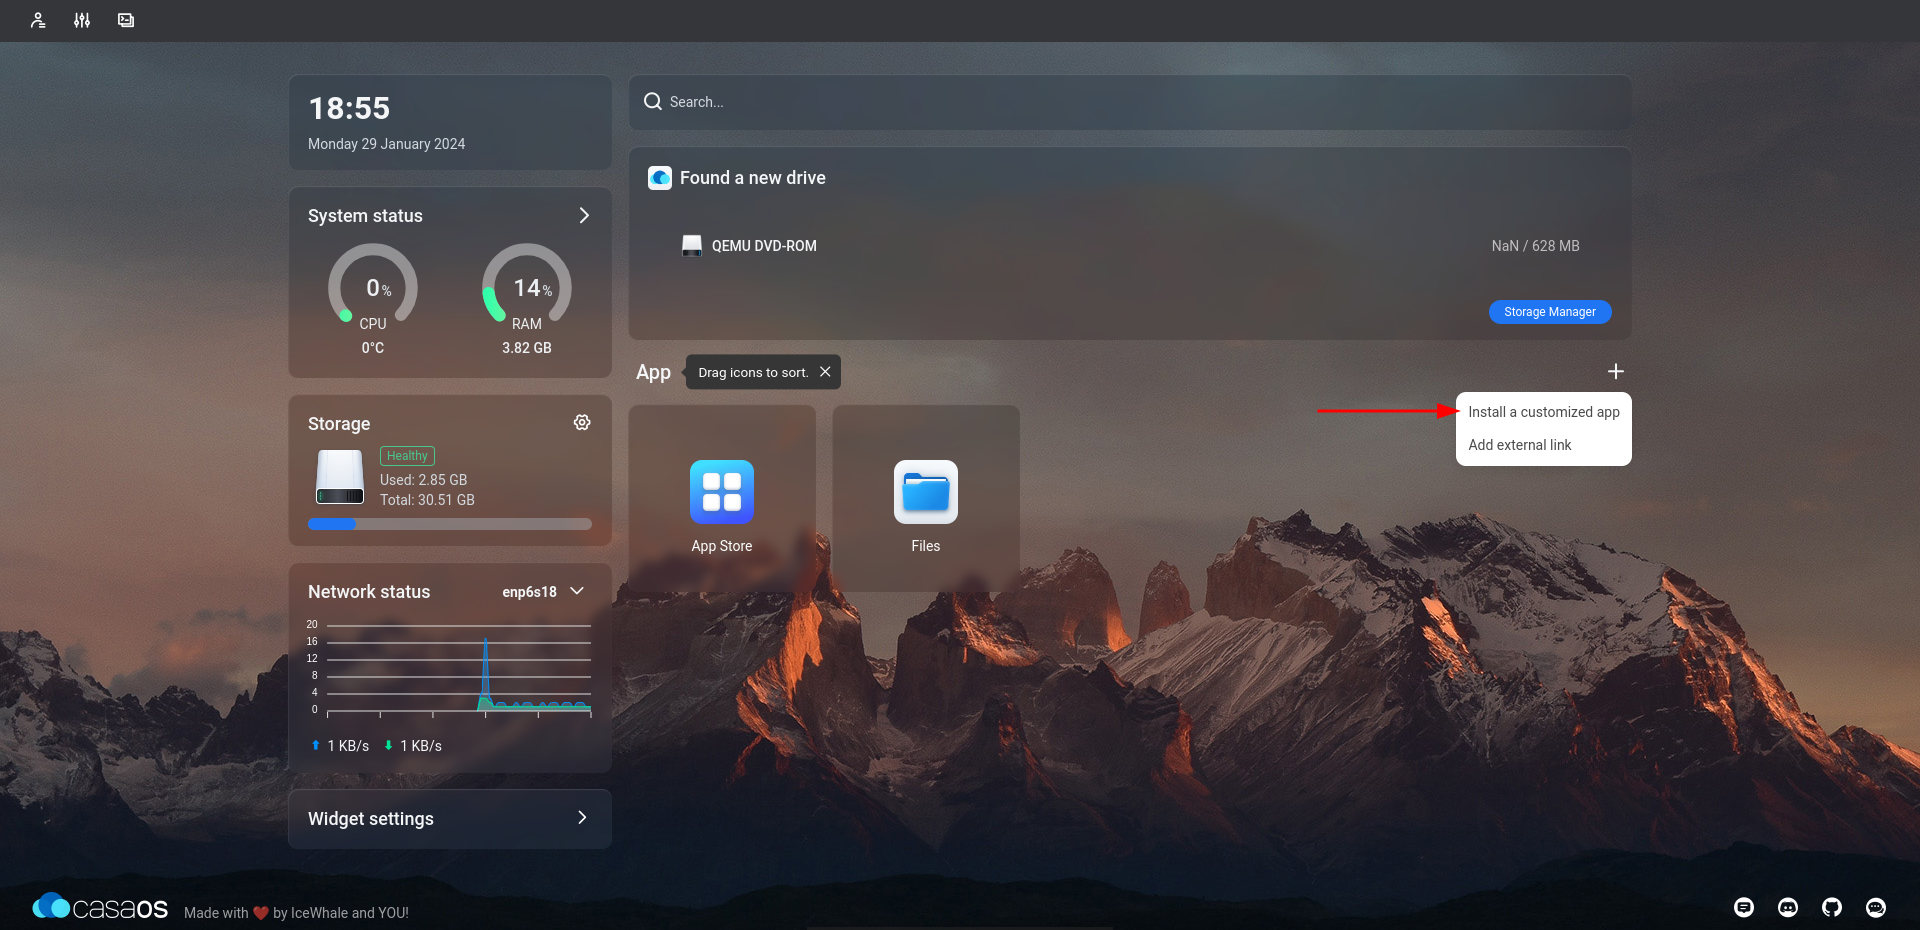 18:55
Monday 29 January 2024
System status
0%
14%
CPU
RAM
0°C
3.82 GB
Storage
Healthy
Used: 2.85 GB
Total: 30.51 GB
Network status
enp6s18
20
16
12
8
4
0
1 KB/s
1 KB/s
Widget settings
Search...
Found a new drive
QEMU DVD-ROM
NaN / 628 MB
Storage Manager
App
Drag icons to sort.
Install a customized app
Add external link
App Store
Files
casaos
Made with ❤️ by IceWhale and YOU!